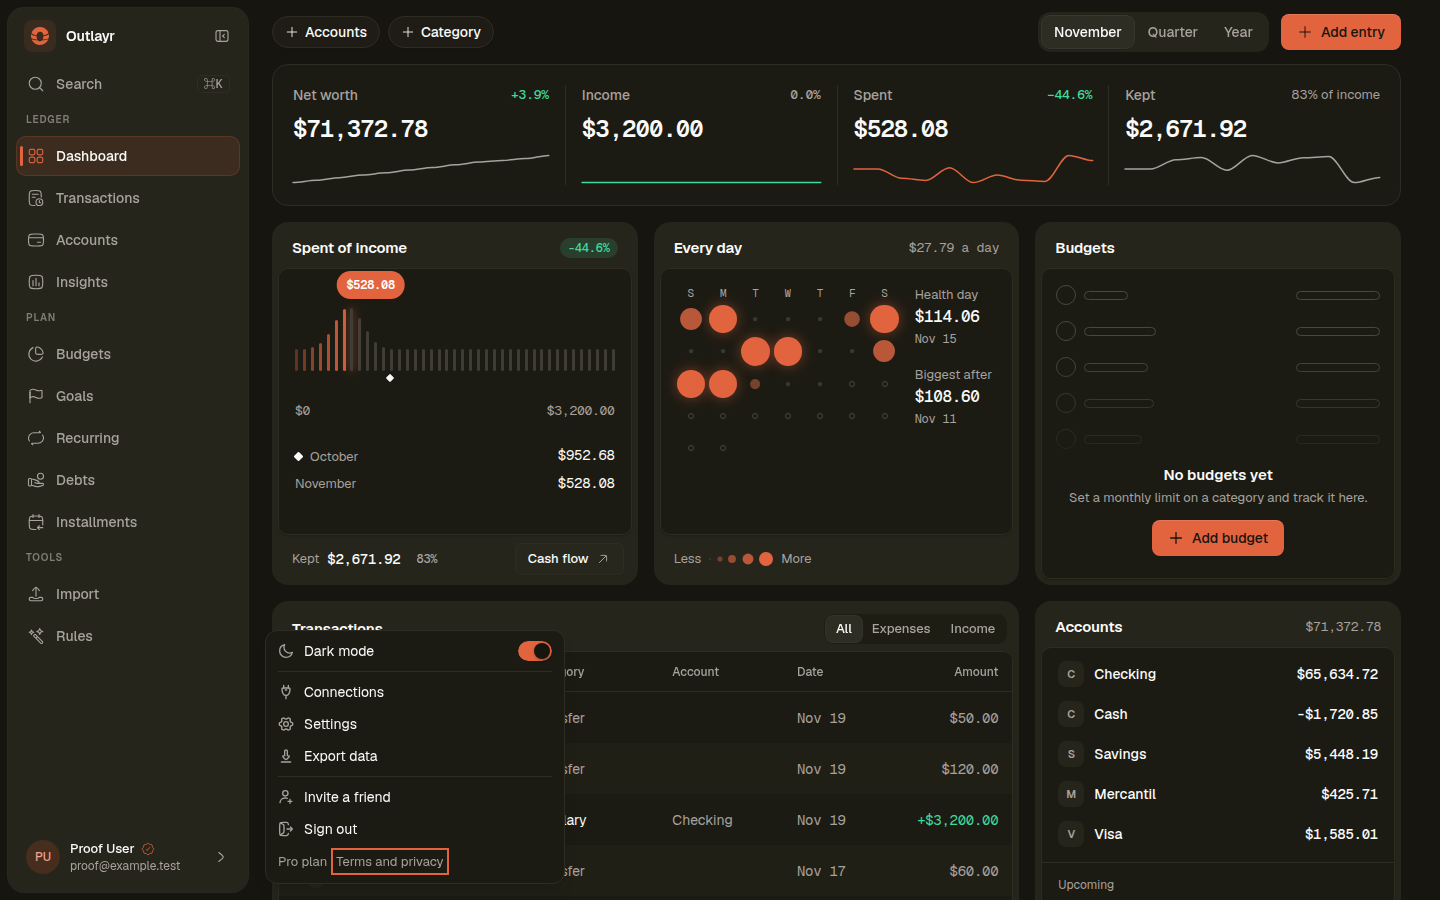 Outlayr
Search ⌘K
LEDGER
Dashboard
Transactions
Accounts
Insights
PLAN
Budgets
Goals
Recurring
Debts
Installments
TOOLS
Import
Rules
PU
Proof User
proof@example.test
+ Accounts
+ Category
November Quarter Year
+ Add entry
Net worth +3.9%
$71,372.78
Income 0.0%
$3,200.00
Spent -44.6%
$528.08
Kept 83% of income
$2,671.92
Spent of income -44.6%
$528.08
$0 $3,200.00
October $952.68
November $528.08
Kept $2,671.92 83%
Cash flow
Every day $27.79 a day
S M T W T F S
Health day
$114.06
Nov 15
Biggest after
$108.60
Nov 11
Less More
Budgets
No budgets yet
Set a monthly limit on a category and track it here.
+ Add budget
Transactions
All Expenses Income
gory Account Date Amount
sfer Nov 19 $50.00
sfer Nov 19 $120.00
lary Checking Nov 19 +$3,200.00
Nov 17 $60.00
Dark mode
Connections
Settings
Export data
Invite a friend
Sign out
Pro plan Terms and privacy
Accounts $71,372.78
C Checking $65,634.72
C Cash -$1,720.85
S Savings $5,448.19
M Mercantil $425.71
V Visa $1,585.01
Upcoming